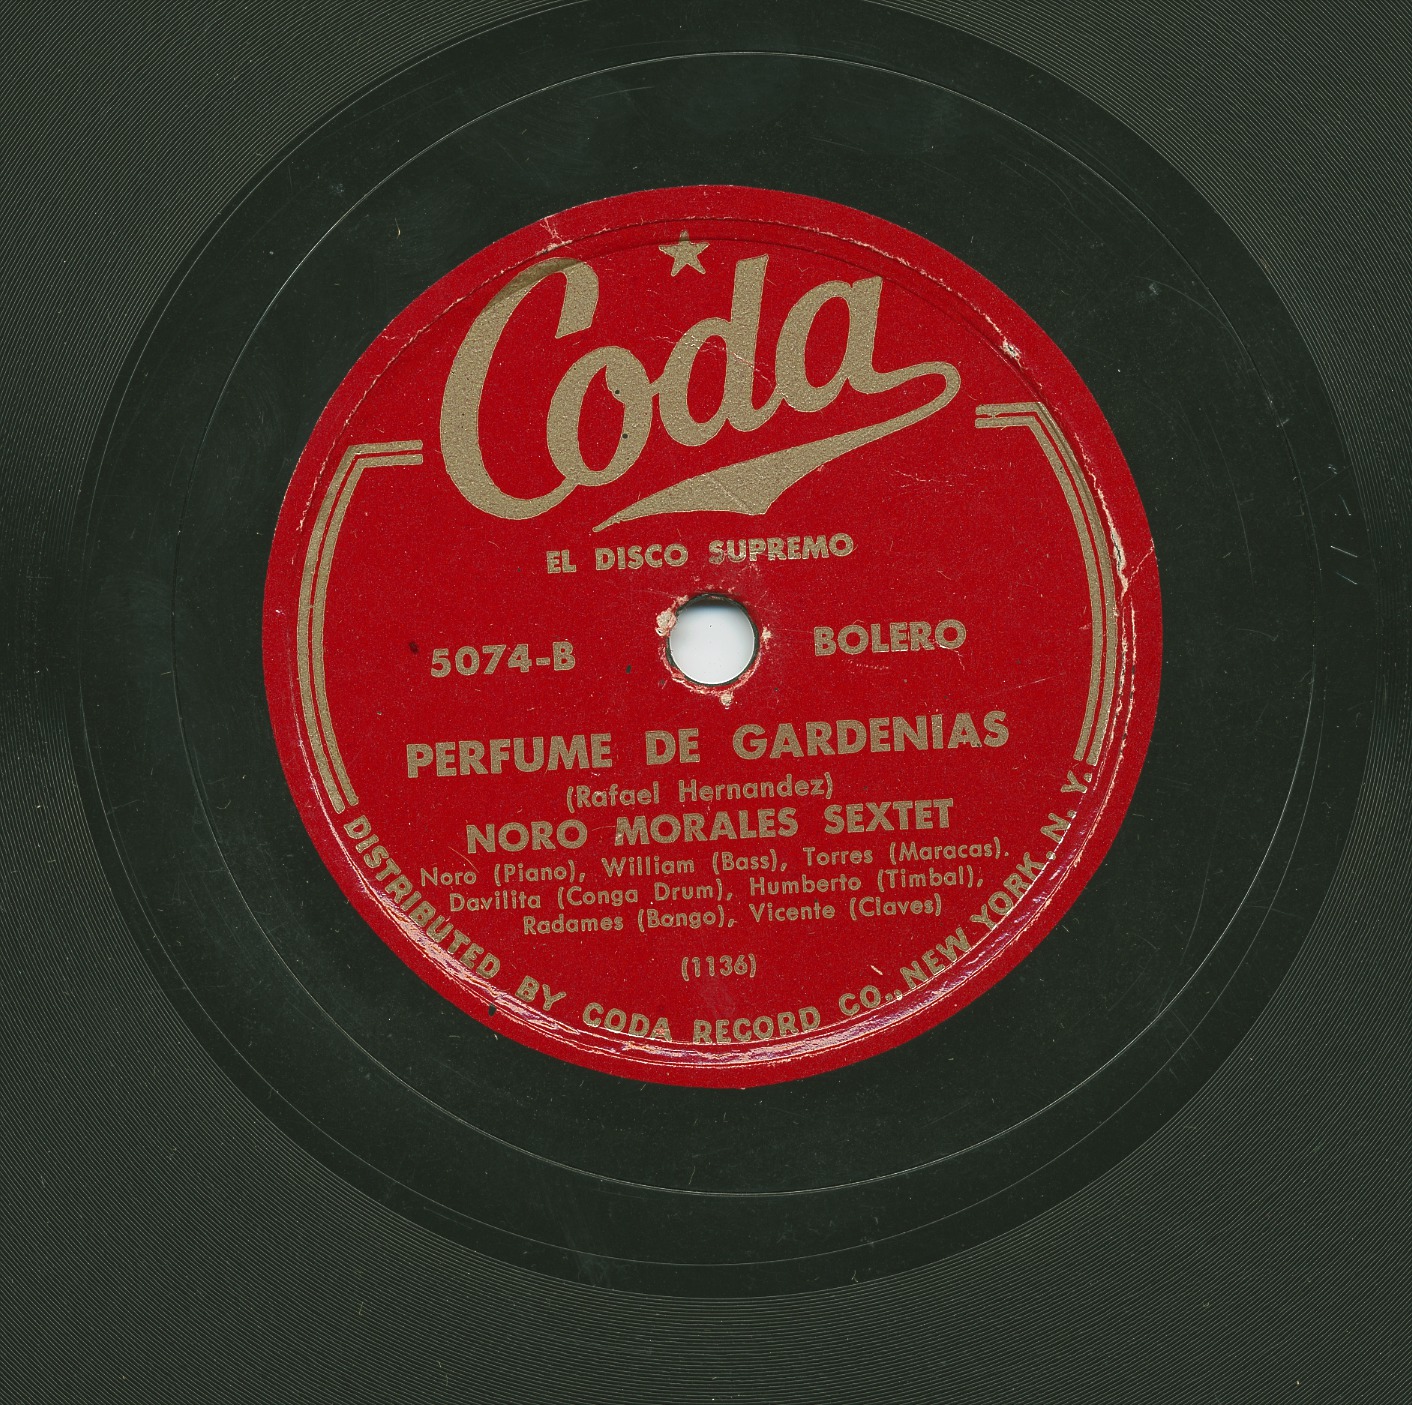 Coda
EL DISCO SUPREMO
5074-B
BOLERO
PERFUME DE GARDENIAS
(Rafael Hernandez)
NORO MORALES SEXTET
Noro (Piano), William (Bass), Torres (Maracas).
Davilita (Conga Drum), Humberto (Timbal),
Radames (Bongo), Vicente (Claves)
(1136)
DISTRIBUTED BY CODA RECORD CO., NEW YORK. N. Y.